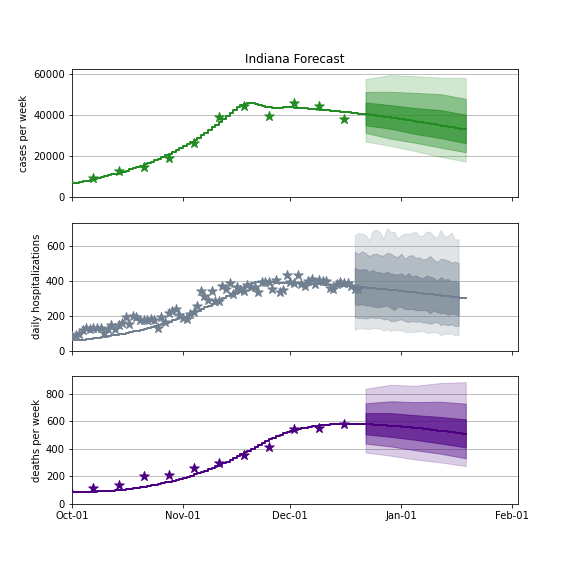 Indiana Forecast
60000
40000
20000
0
cases per week
600
400
200
0
daily hospitalizations
800
600
400
200
0
deaths per week
Oct-01 Nov-01 Dec-01 Jan-01 Feb-01